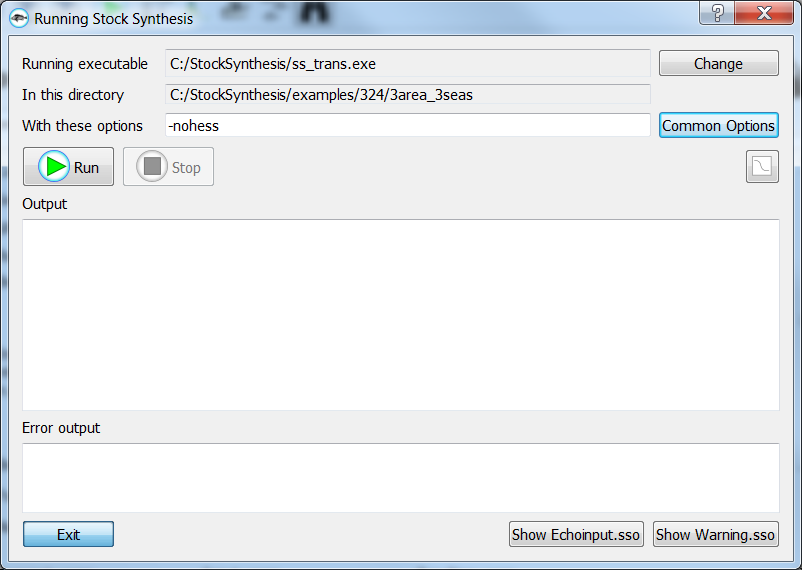 Running Stock Synthesis
Running executable C:/StockSynthesis/ss_trans.exe Change
In this directory C:/StockSynthesis/examples/324/3area_3seas
With these options -nohess Common Options
Run Stop
Output
Error output
Exit Show Echoinput.sso Show Warning.sso